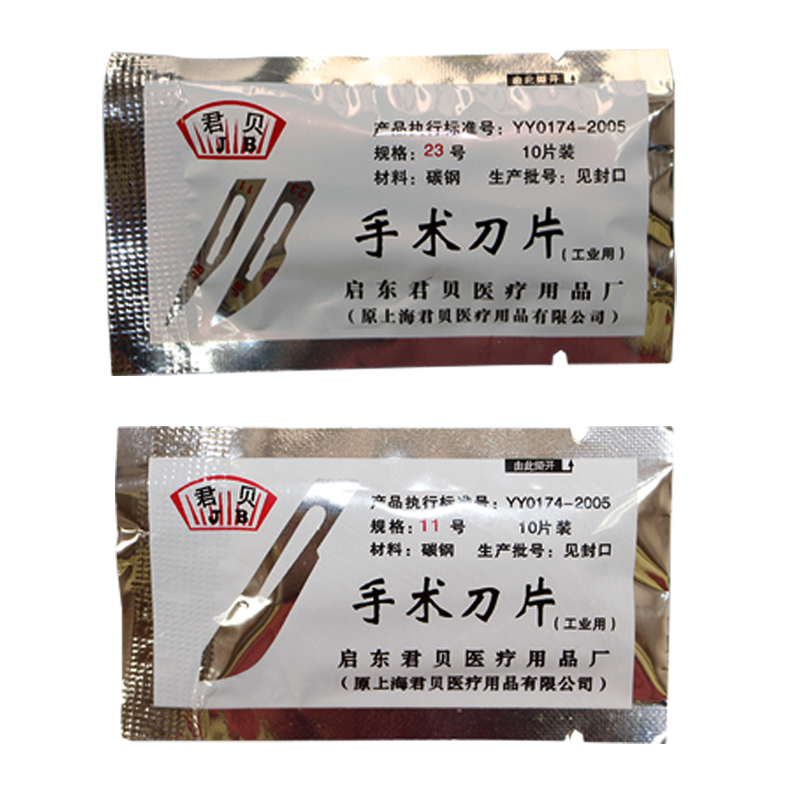 由此撕开
君贝
JB
产品执行标准号：YY0174-2005
规格：23 号 10片装
材料：碳钢 生产批号：见封口
11 23
手术刀片（工业用）
启东君贝医疗用品厂
（原上海君贝医疗用品有限公司）
由此撕开
君贝
JB
产品执行标准号：YY0174-2005
规格：11 号 10片装
材料：碳钢 生产批号：见封口
手术刀片（工业用）
启东君贝医疗用品厂
（原上海君贝医疗用品有限公司）